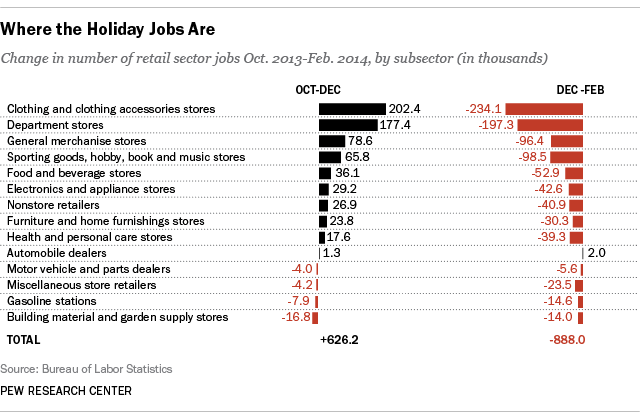 Where the Holiday Jobs Are
Change in number of retail sector jobs Oct. 2013-Feb. 2014, by subsector (in thousands)
OCT-DEC DEC -FEB
Clothing and clothing accessories stores 202.4 -234.1
Department stores 177.4 -197.3
General merchandise stores 78.6 -96.4
Sporting goods, hobby, book and music stores 65.8 -98.5
Food and beverage stores 36.1 -52.9
Electronics and appliance stores 29.2 -42.6
Nonstore retailers 26.9 -40.9
Furniture and home furnishings stores 23.8 -30.3
Health and personal care stores 17.6 -39.3
Automobile dealers 1.3 2.0
Motor vehicle and parts dealers -4.0 -5.6
Miscellaneous store retailers -4.2 -23.5
Gasoline stations -7.9 -14.6
Building material and garden supply stores -16.8 -14.0
TOTAL +626.2 -888.0
Source: Bureau of Labor Statistics
PEW RESEARCH CENTER